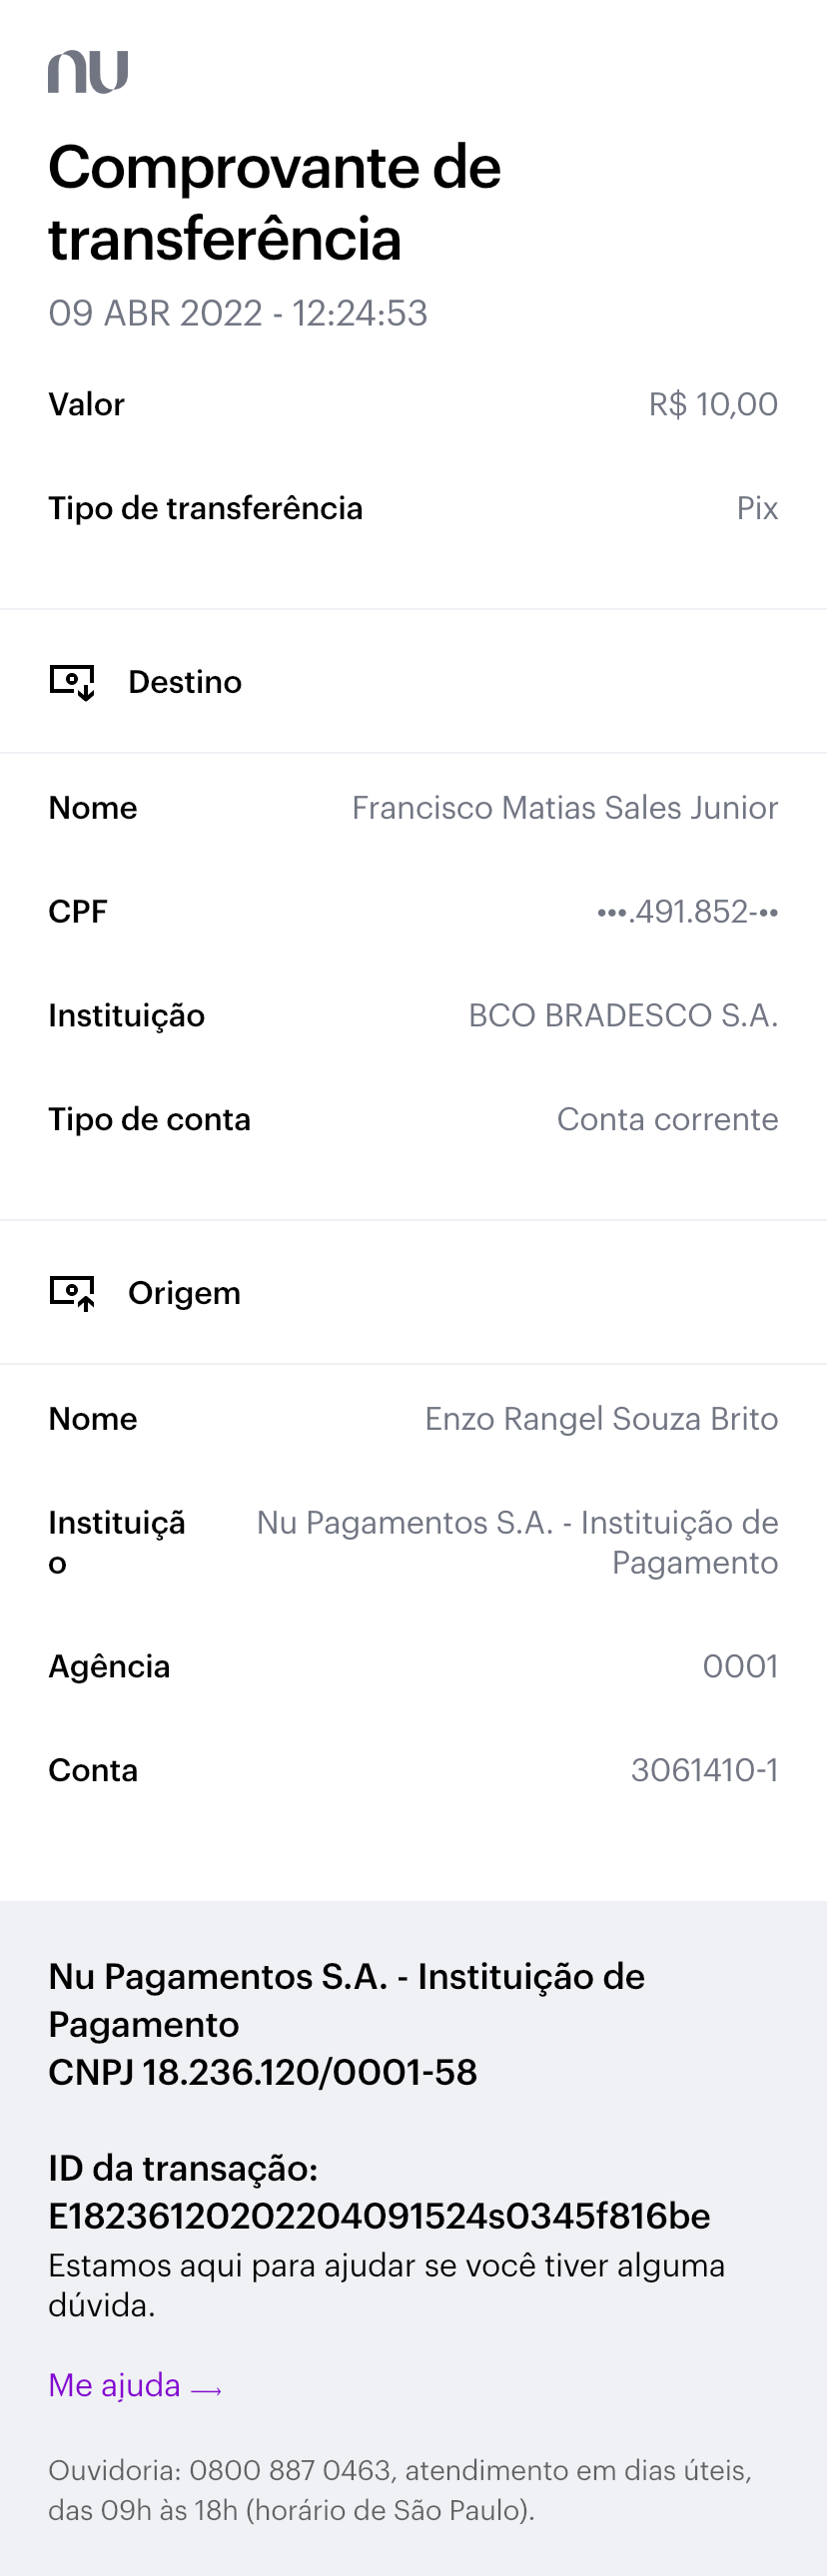 nu
Comprovante de
transferência
09 ABR 2022 - 12:24:53
Valor R$ 10,00
Tipo de transferência Pix
Destino
Nome Francisco Matias Sales Junior
CPF •••.491.852-••
Instituição BCO BRADESCO S.A.
Tipo de conta Conta corrente
Origem
Nome Enzo Rangel Souza Brito
Instituiçã Nu Pagamentos S.A. - Instituição de
o Pagamento
Agência 0001
Conta 3061410-1
Nu Pagamentos S.A. - Instituição de
Pagamento
CNPJ 18.236.120/0001-58
ID da transação:
E18236120202204091524s0345f816be
Estamos aqui para ajudar se você tiver alguma
dúvida.
Me ajuda →
Ouvidoria: 0800 887 0463, atendimento em dias úteis,
das 09h às 18h (horário de São Paulo).